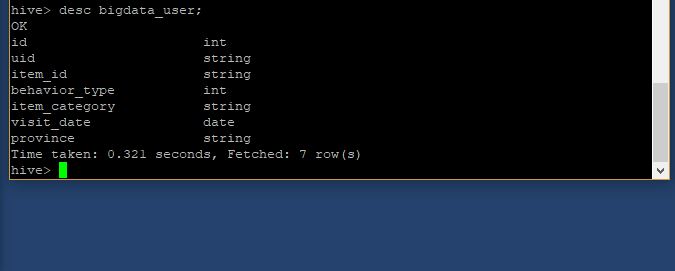 hive> desc bigdata_user;
OK
id int
uid string
item_id string
behavior_type int
item_category string
visit_date date
province string
Time taken: 0.321 seconds, Fetched: 7 row(s)
hive>